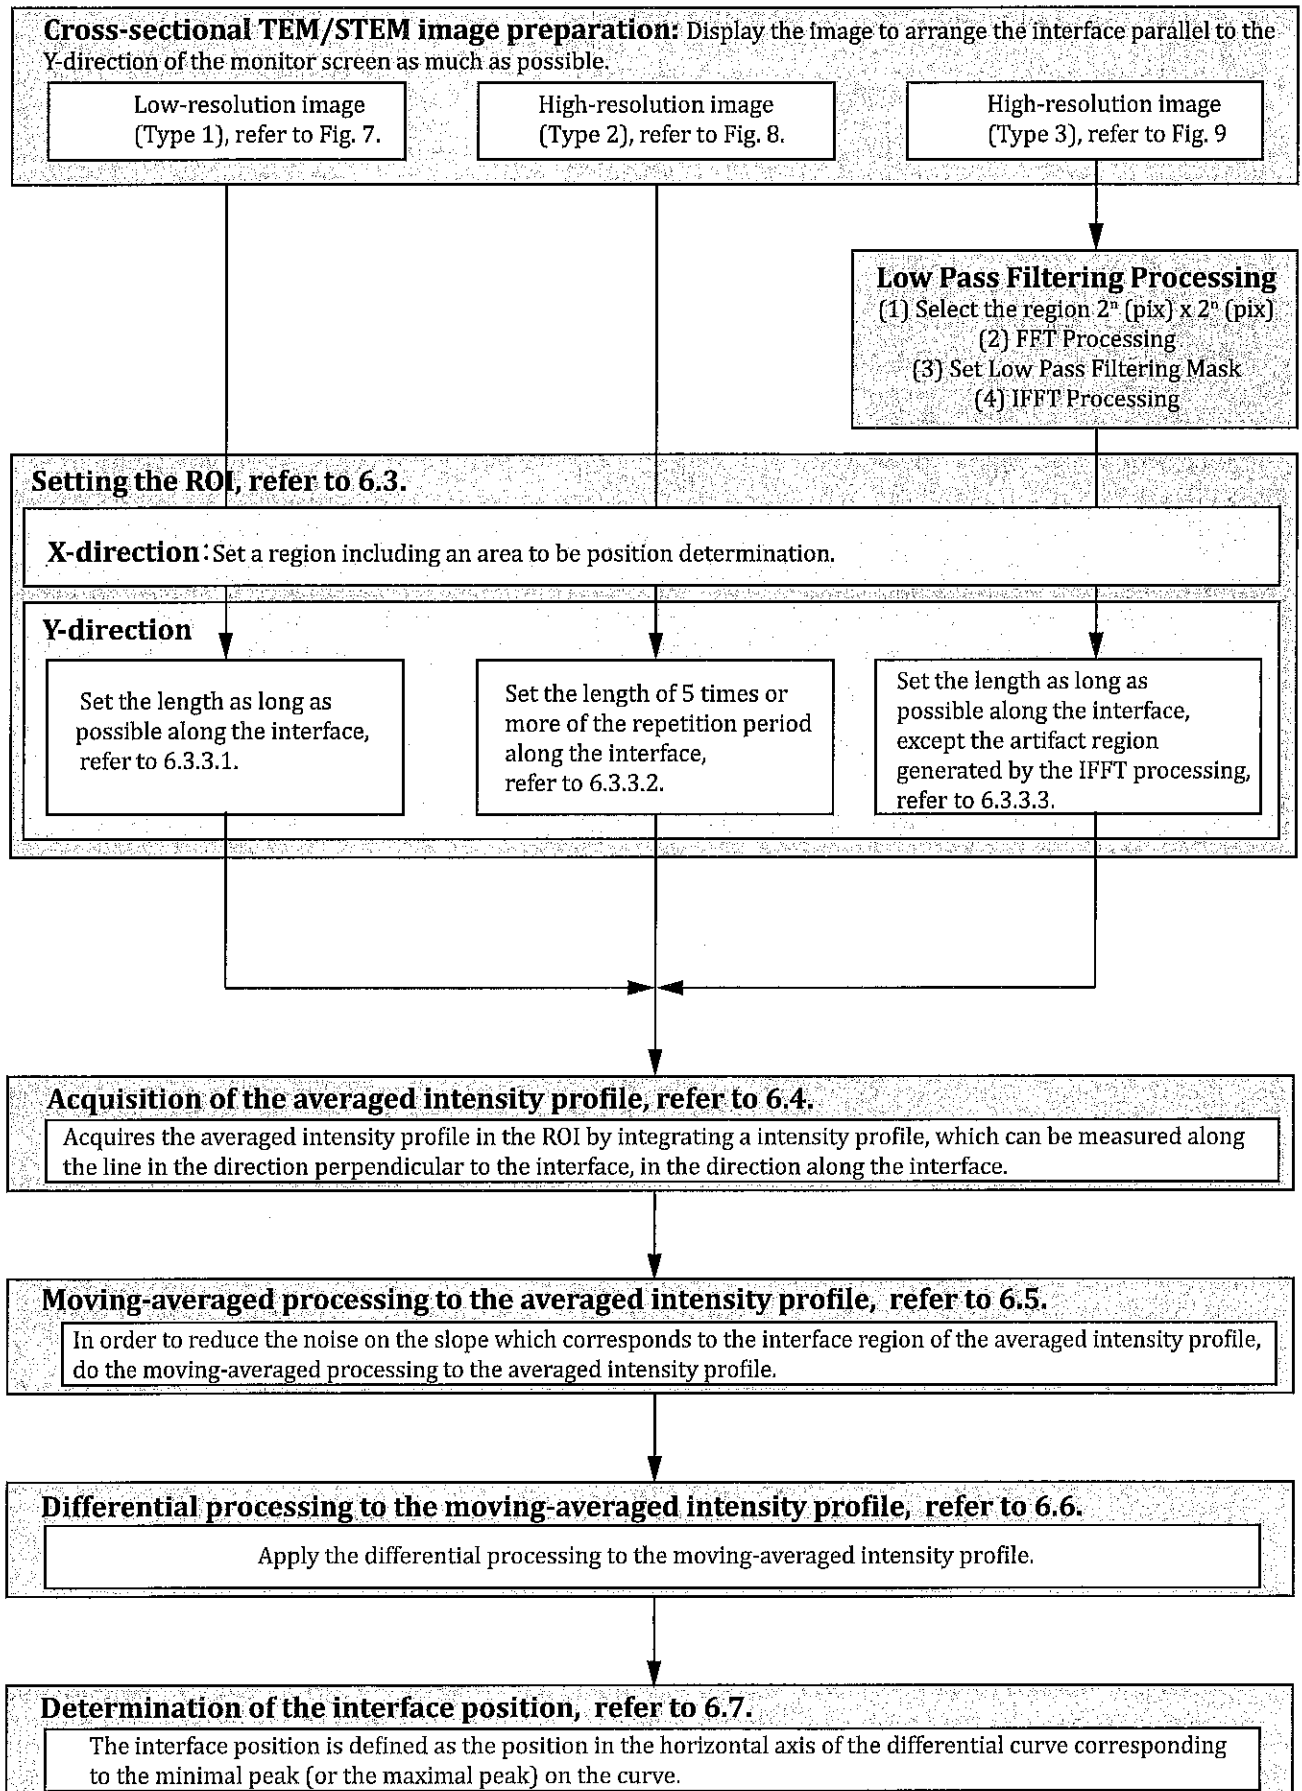 Cross-sectional TEM/STEM image preparation: Display the image to arrange the interface parallel to the
Y-direction of the monitor screen as much as possible.
Low-resolution image
(Type 1), refer to Fig. 7.
High-resolution image
(Type 2), refer to Fig. 8.
High-resolution image
(Type 3), refer to Fig. 9
Low Pass Filtering Processing
(1) Select the region 2ⁿ (pix) x 2ⁿ (pix)
(2) FFT Processing
(3) Set Low Pass Filtering Mask
(4) IFFT Processing
Setting the ROI, refer to 6.3.
X-direction: Set a region including an area to be position determination.
Y-direction
Set the length as long as
possible along the interface,
refer to 6.3.3.1.
Set the length of 5 times or
more of the repetition period
along the interface,
refer to 6.3.3.2.
Set the length as long as
possible along the interface,
except the artifact region
generated by the IFFT processing,
refer to 6.3.3.3.
Acquisition of the averaged intensity profile, refer to 6.4.
Acquires the averaged intensity profile in the ROI by integrating a intensity profile, which can be measured along
the line in the direction perpendicular to the interface, in the direction along the interface.
Moving-averaged processing to the averaged intensity profile, refer to 6.5.
In order to reduce the noise on the slope which corresponds to the interface region of the averaged intensity profile,
do the moving-averaged processing to the averaged intensity profile.
Differential processing to the moving-averaged intensity profile, refer to 6.6.
Apply the differential processing to the moving-averaged intensity profile.
Determination of the interface position, refer to 6.7.
The interface position is defined as the position in the horizontal axis of the differential curve corresponding
to the minimal peak (or the maximal peak) on the curve.